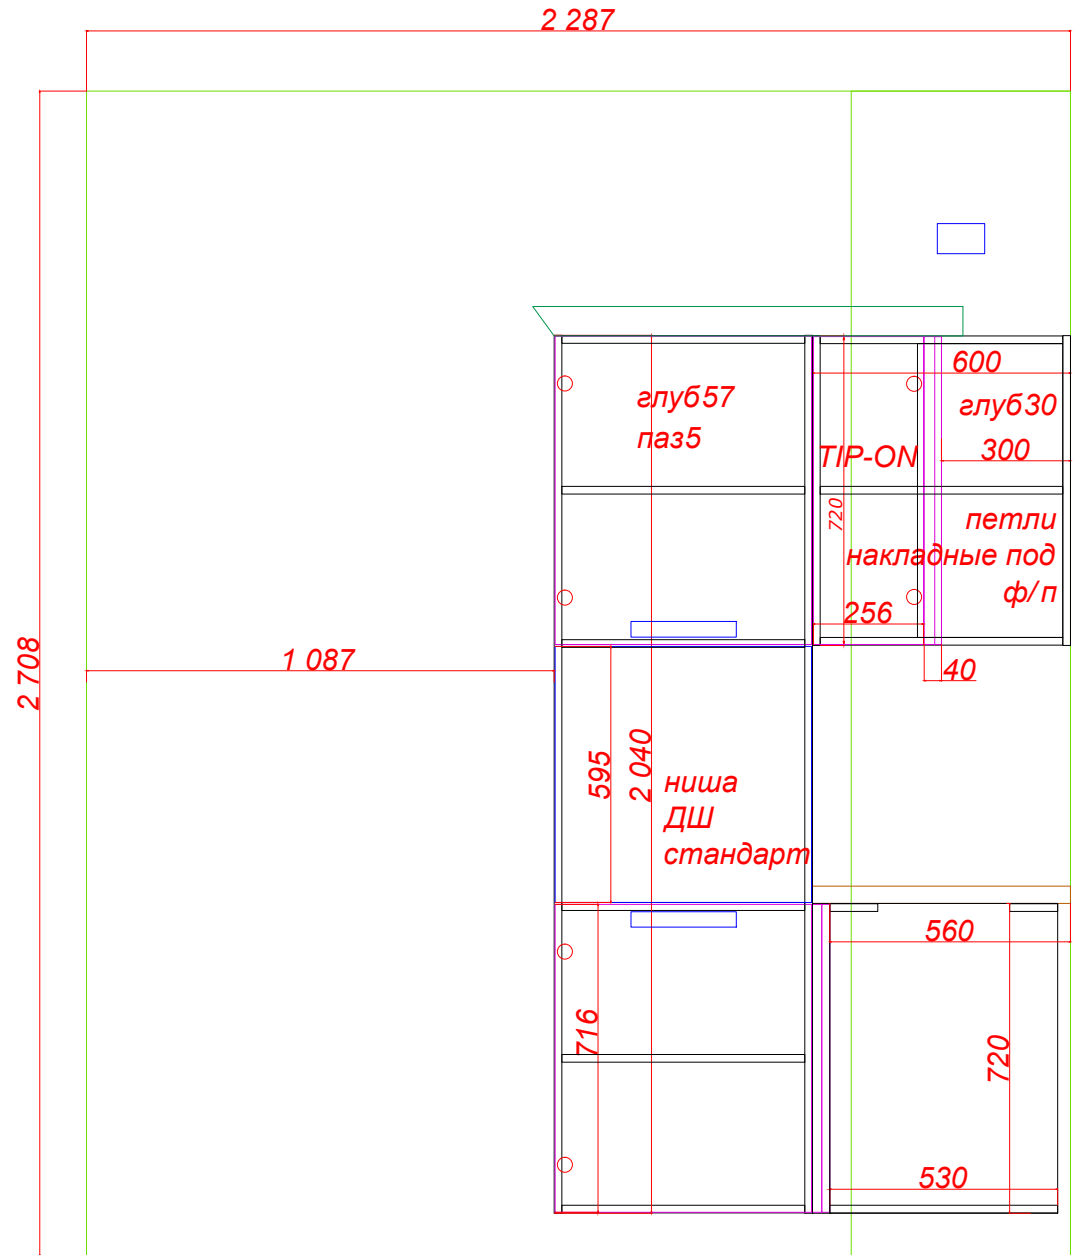 2 287
600
глуб57
глуб30
паз5
TIP-ON
300
720
петли
накладные под
ф/п
256
2 708
1 087
40
595
2 040
ниша
ДШ
стандарт
560
716
720
530